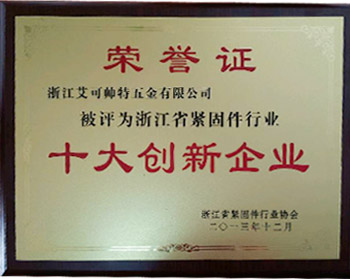 荣誉证
浙江艾可帅特五金有限公司
被评为浙江省紧固件行业
十大创新企业
浙江省紧固件行业协会
二〇一三年十二月